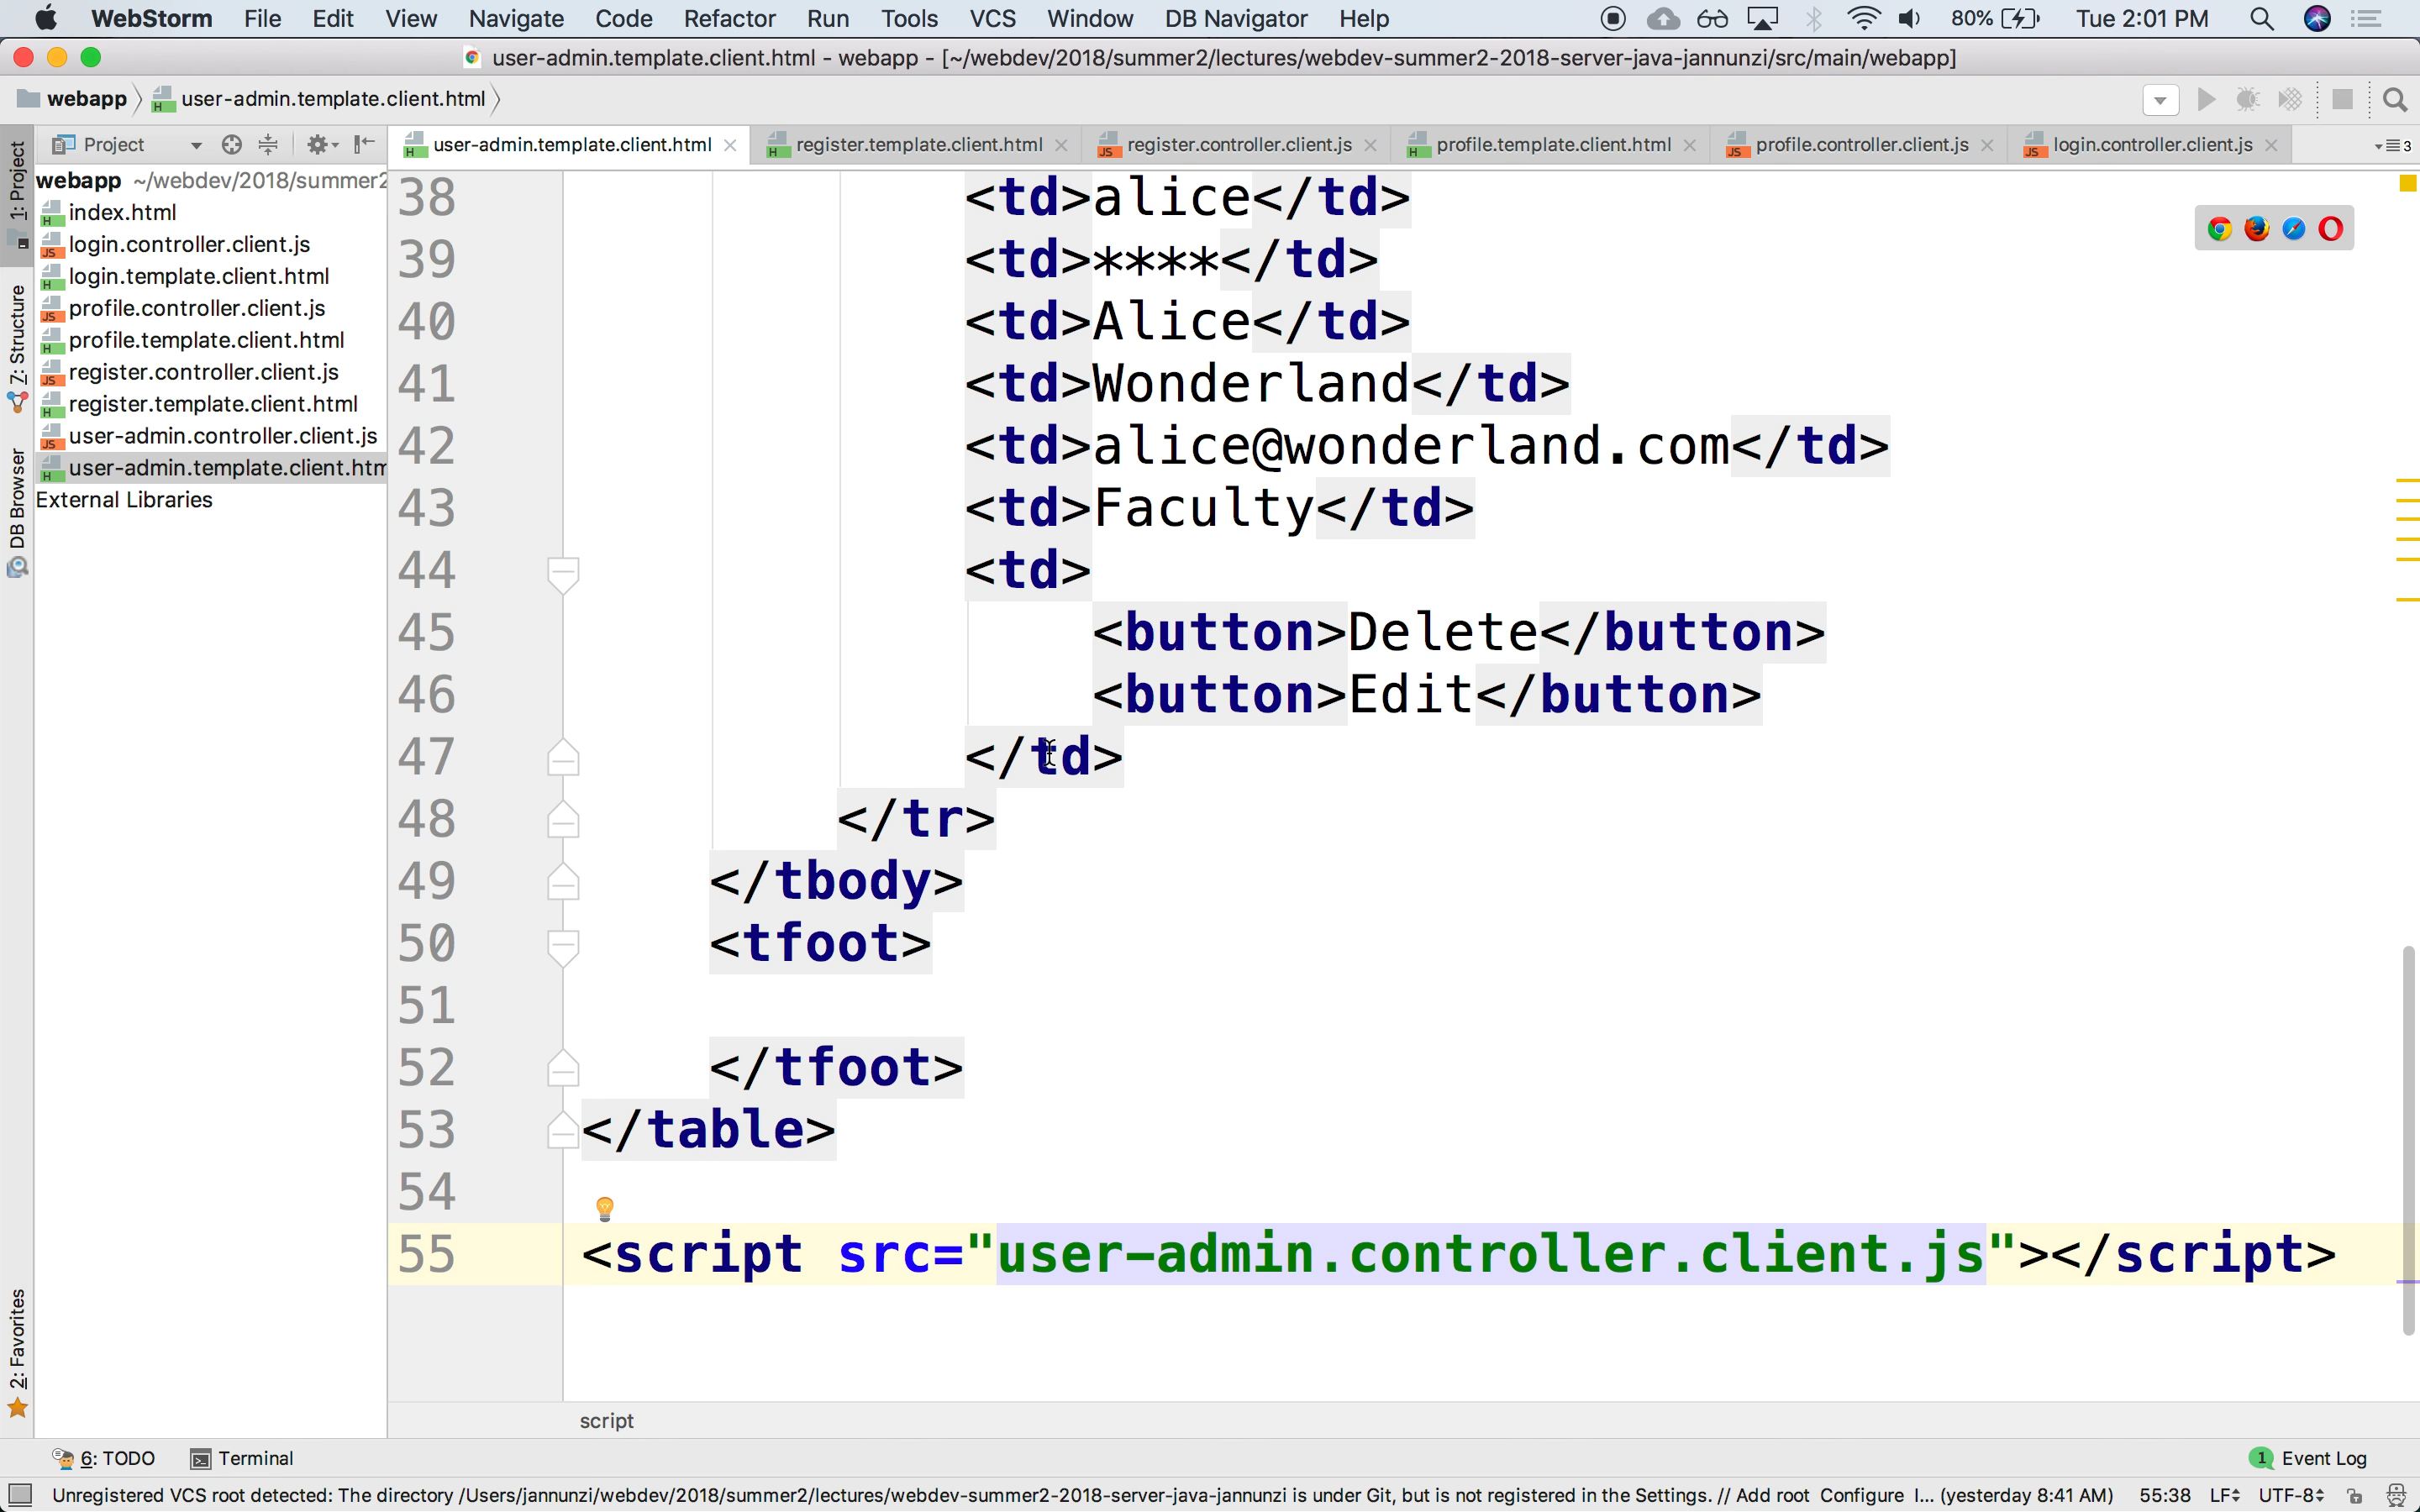 WebStorm File Edit View Navigate Code Refactor Run Tools VCS Window DB Navigator Help 80% Tue 2:01 PM
user-admin.template.client.html - webapp - [~/webdev/2018/summer2/lectures/webdev-summer2-2018-server-java-jannunzi/src/main/webapp]
webapp user-admin.template.client.html
Project
user-admin.template.client.html register.template.client.html register.controller.client.js profile.template.client.html profile.controller.client.js login.controller.client.js 3
1: Project
7: Structure
DB Browser
2: Favorites
webapp ~/webdev/2018/summer2
index.html
login.controller.client.js
login.template.client.html
profile.controller.client.js
profile.template.client.html
register.controller.client.js
register.template.client.html
user-admin.controller.client.js
user-admin.template.client.htm
External Libraries
38 <td>alice</td>
39 <td>****</td>
40 <td>Alice</td>
41 <td>Wonderland</td>
42 <td>alice@wonderland.com</td>
43 <td>Faculty</td>
44 <td>
45 <button>Delete</button>
46 <button>Edit</button>
47 </td>
48 </tr>
49 </tbody>
50 <tfoot>
51
52 </tfoot>
53 </table>
54
55 <script src="user-admin.controller.client.js"></script>
script
6: TODO Terminal 1 Event Log
Unregistered VCS root detected: The directory /Users/jannunzi/webdev/2018/summer2/lectures/webdev-summer2-2018-server-java-jannunzi is under Git, but is not registered in the Settings. // Add root Configure I... (yesterday 8:41 AM) 55:38 LF UTF-8